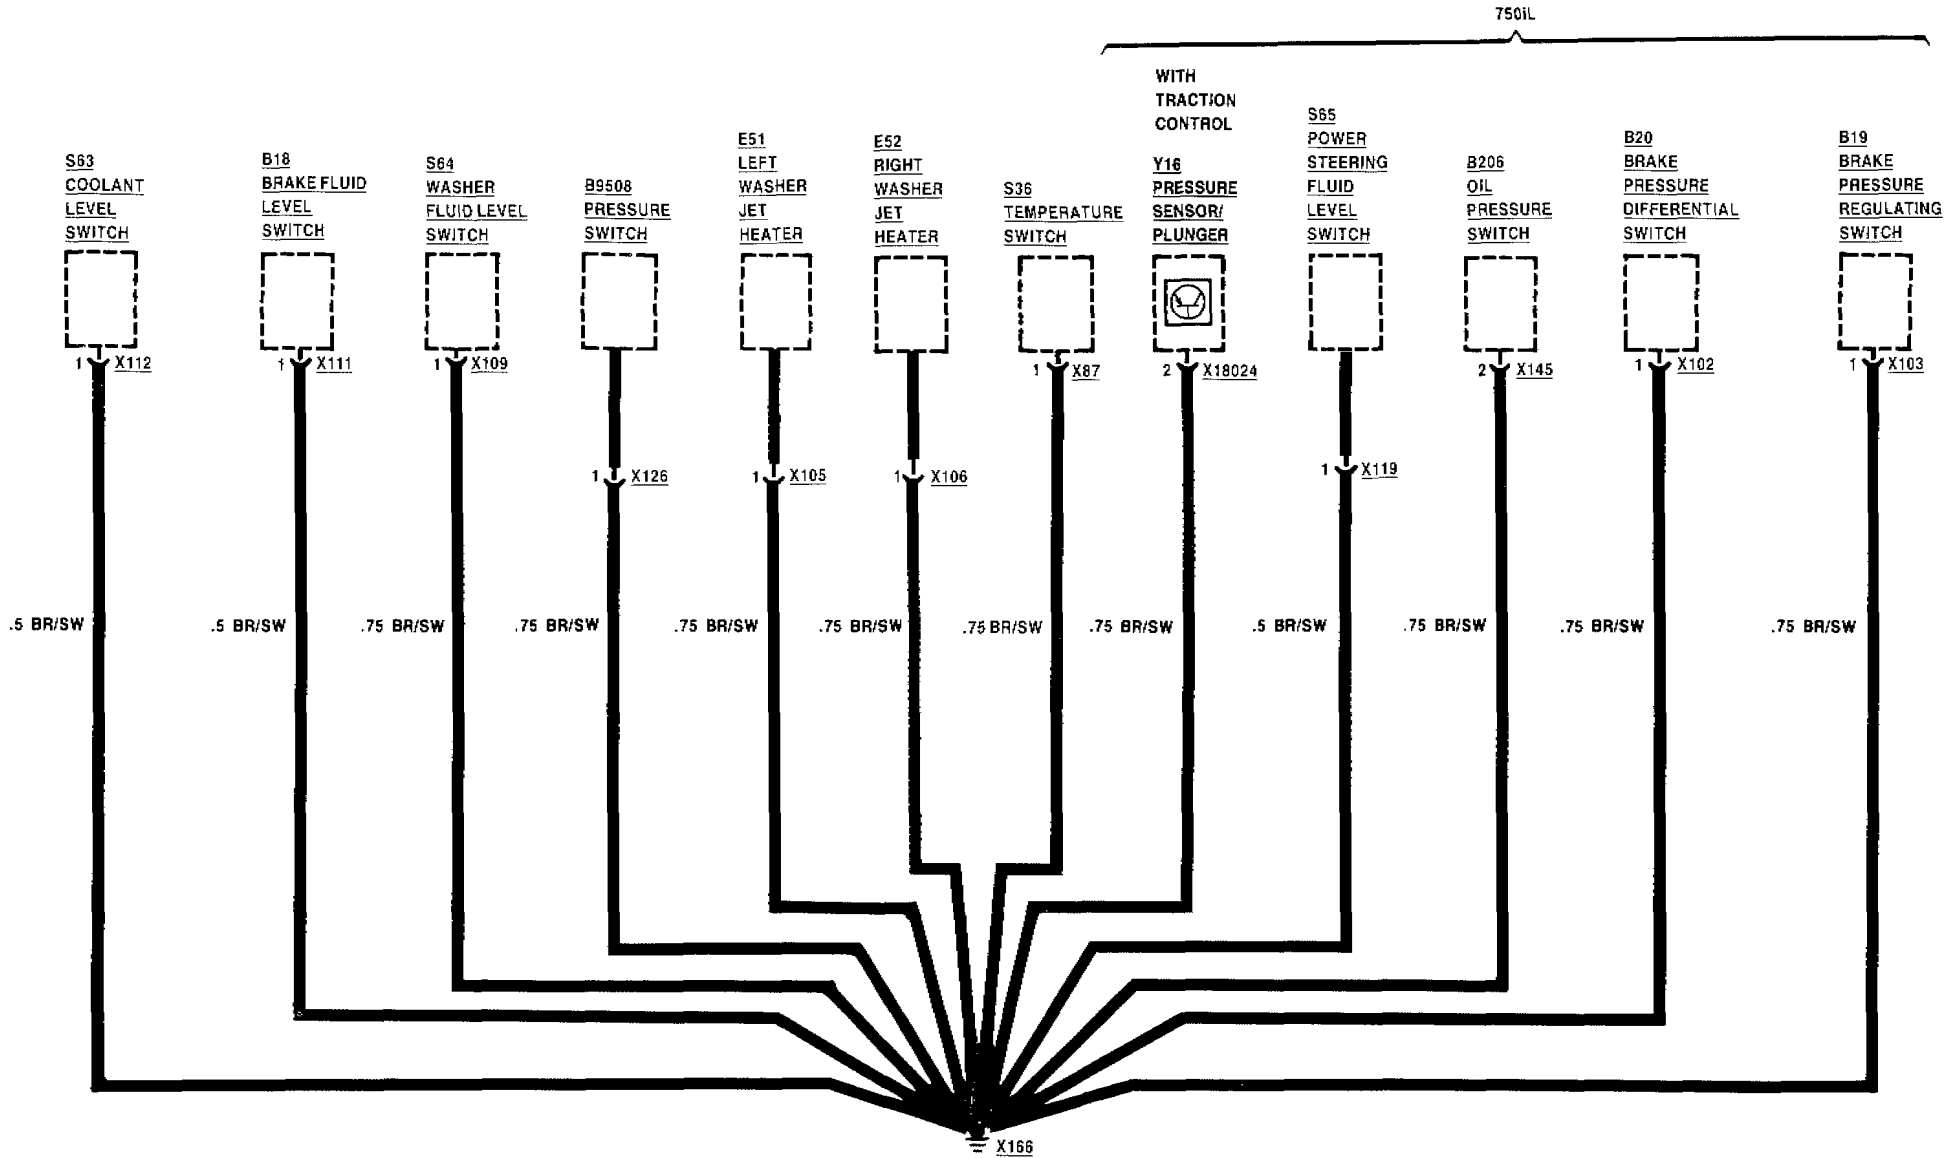 750iL
WITH
TRACTION
CONTROL
S63
COOLANT
LEVEL
SWITCH
B18
BRAKE FLUID
LEVEL
SWITCH
S64
WASHER
FLUID LEVEL
SWITCH
B9508
PRESSURE
SWITCH
E51
LEFT
WASHER
JET
HEATER
E52
RIGHT
WASHER
JET
HEATER
S36
TEMPERATURE
SWITCH
Y16
PRESSURE
SENSOR/
PLUNGER
S65
POWER
STEERING
FLUID
LEVEL
SWITCH
B206
OIL
PRESSURE
SWITCH
B20
BRAKE
PRESSURE
DIFFERENTIAL
SWITCH
B19
BRAKE
PRESSURE
REGULATING
SWITCH
1 X112
1 X111
1 X109
1 X87
2 X18024
2 X145
1 X102
1 X103
1 X126
1 X105
1 X106
1 X119
.5 BR/SW
.5 BR/SW
.75 BR/SW
.75 BR/SW
.75 BR/SW
.75 BR/SW
.75 BR/SW
.75 BR/SW
.5 BR/SW
.75 BR/SW
.75 BR/SW
.75 BR/SW
X166